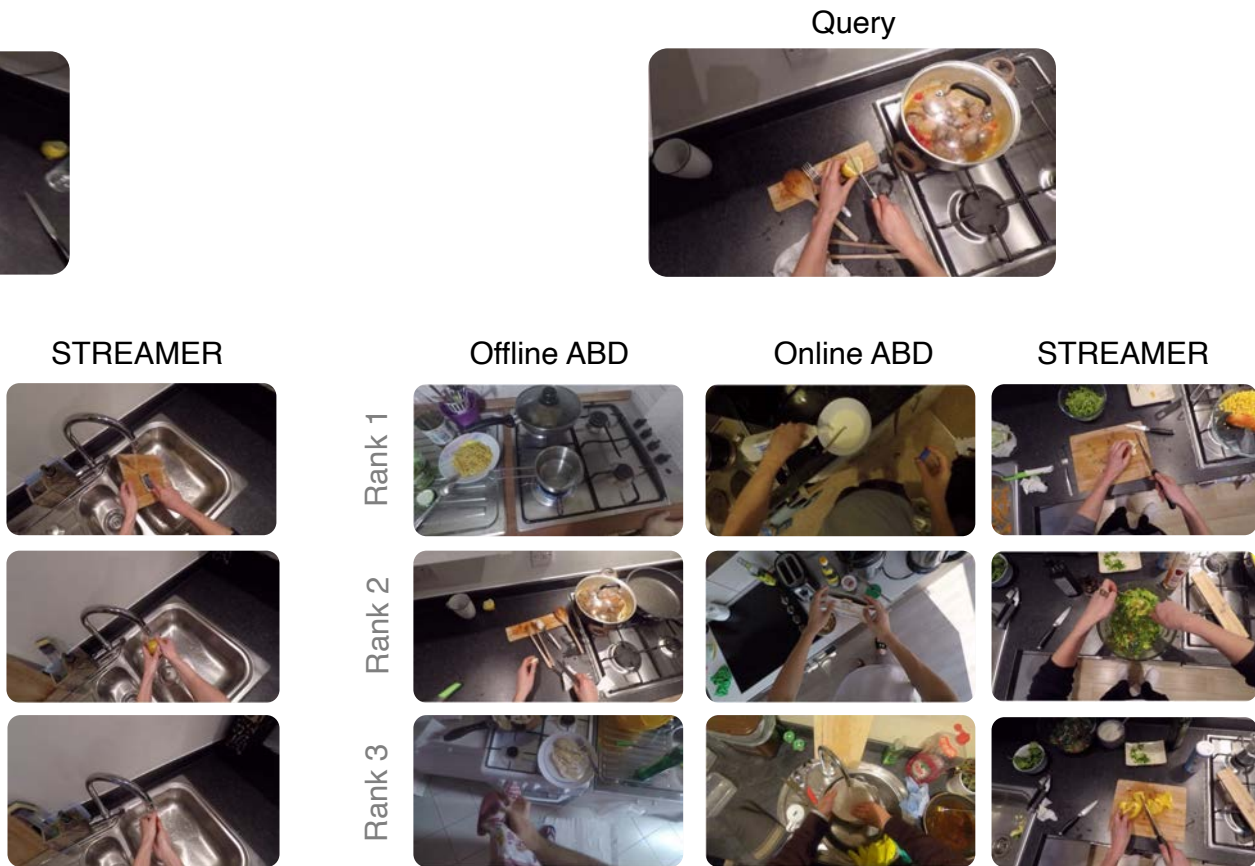 Query
STREAMER
Offline ABD
Online ABD
STREAMER
Rank 1
Rank 2
Rank 3